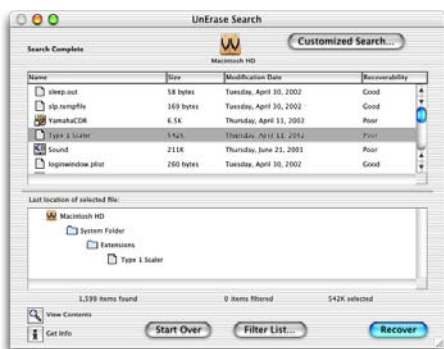 UnErase Search
Search Complete
Customized Search...
Macintosh HD
Name Size Modification Date Recoverability
sleep.out 58 bytes Tuesday, April 30, 2002 Good
slp.tempfile 169 bytes Tuesday, April 30, 2002 Good
YamahaCDR 6.5K Thursday, April 11, 2002 Poor
Type 1 Scaler 542K Thursday, April 11, 2002 Poor
Sound 211K Thursday, June 21, 2001 Poor
loginwindow.plist 260 bytes Tuesday, April 30, 2002 Good
Last location of selected file:
Macintosh HD
System Folder
Extensions
Type 1 Scaler
1,599 items found 0 items filtered 542K selected
View Contents
Get Info
Start Over Filter List... Recover